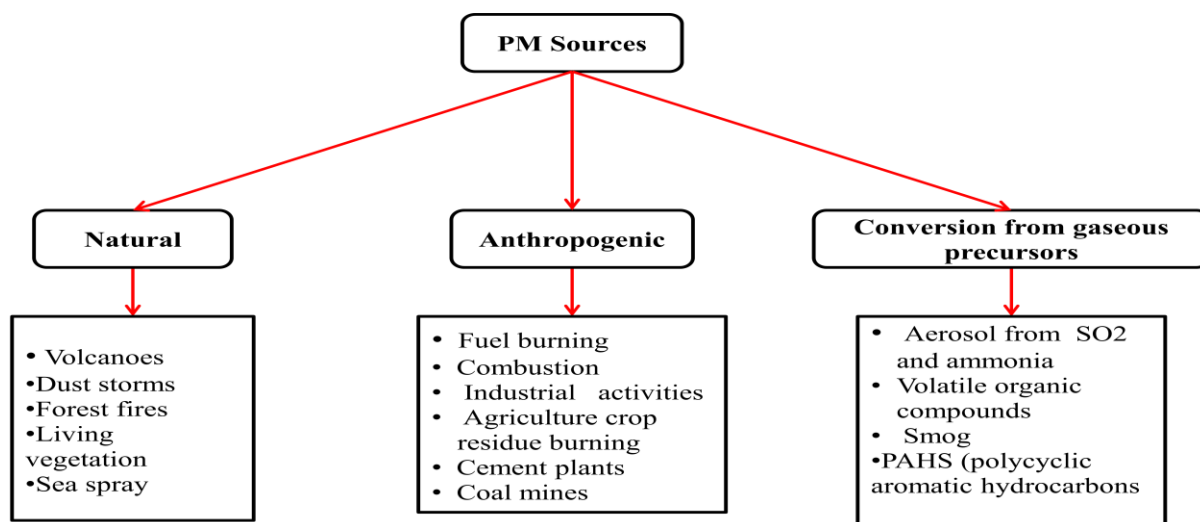 PM Sources
Natural
Anthropogenic
Conversion from gaseous
precursors
• Volcanoes
•Dust storms
•Forest fires
•Living
vegetation
•Sea spray
• Fuel burning
• Combustion
• Industrial activities
• Agriculture crop
residue burning
• Cement plants
• Coal mines
• Aerosol from SO2
and ammonia
• Volatile organic
compounds
• Smog
•PAHS (polycyclic
aromatic hydrocarbons